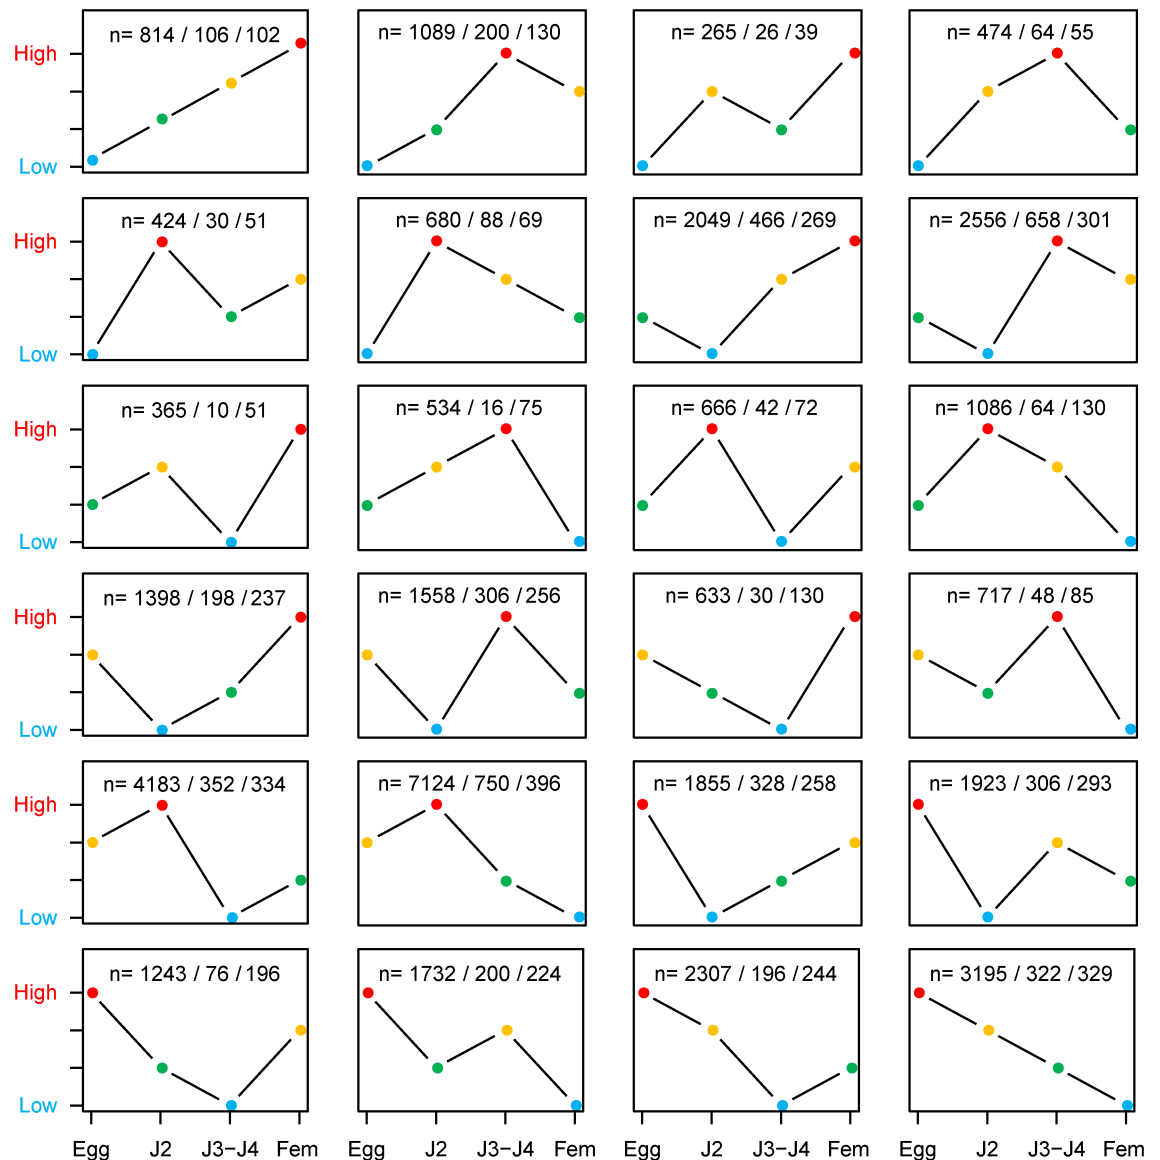 n= 814 / 106 / 102
n= 1089 / 200 / 130
n= 265 / 26 / 39
n= 474 / 64 / 55
High
Low
n= 424 / 30 / 51
n= 680 / 88 / 69
n= 2049 / 466 / 269
n= 2556 / 658 / 301
High
Low
n= 365 / 10 / 51
n= 534 / 16 / 75
n= 666 / 42 / 72
n= 1086 / 64 / 130
High
Low
n= 1398 / 198 / 237
n= 1558 / 306 / 256
n= 633 / 30 / 130
n= 717 / 48 / 85
High
Low
n= 4183 / 352 / 334
n= 7124 / 750 / 396
n= 1855 / 328 / 258
n= 1923 / 306 / 293
High
Low
n= 1243 / 76 / 196
n= 1732 / 200 / 224
n= 2307 / 196 / 244
n= 3195 / 322 / 329
High
Low
Egg J2 J3−J4 Fem
Egg J2 J3−J4 Fem
Egg J2 J3−J4 Fem
Egg J2 J3−J4 Fem